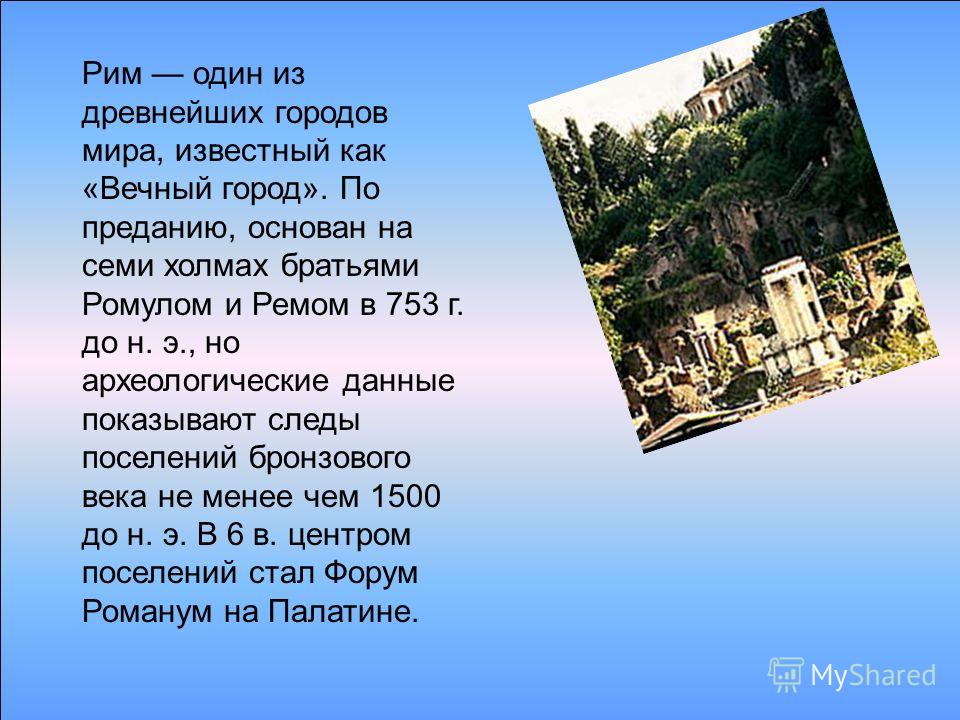 Рим — один из
древнейших городов
мира, известный как
«Вечный город». По
преданию, основан на
семи холмах братьями
Ромулом и Ремом в 753 г.
до н. э., но
археологические данные
показывают следы
поселений бронзового
века не менее чем 1500
до н. э. В 6 в. центром
поселений стал Форум
Романум на Палатине.
MyShared